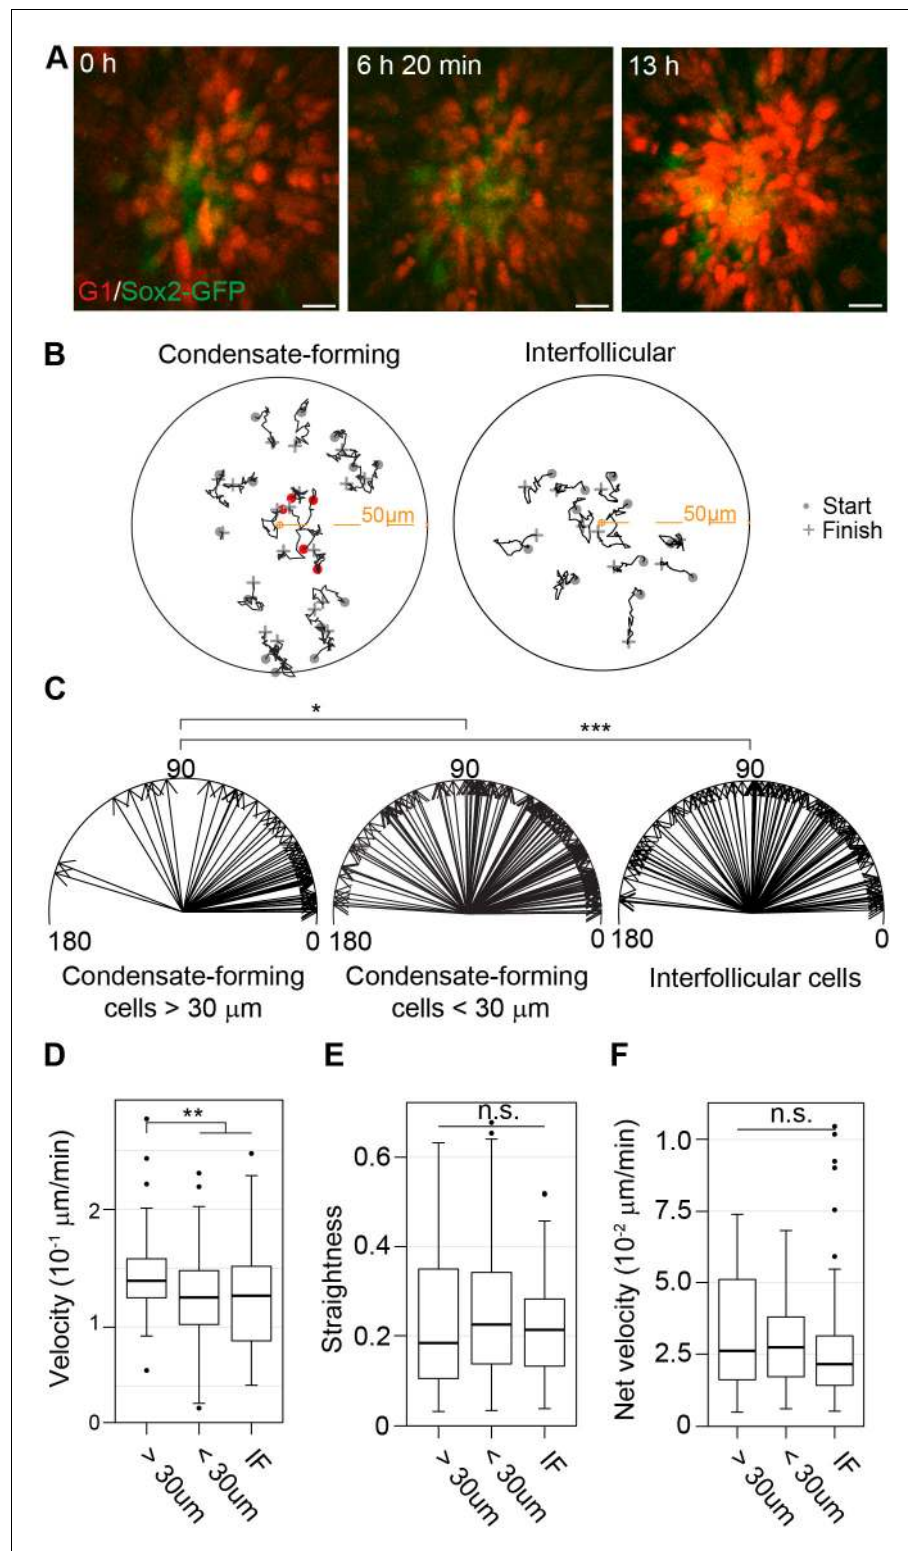 A
0 h
6 h 20 min
13 h
G1/Sox2-GFP
B
Condensate-forming
Interfollicular
50µm
50µm
Start
Finish
C
*
***
90
90
90
180
0
180
0
180
0
Condensate-forming
cells > 30 µm
Condensate-forming
cells < 30 µm
Interfollicular cells
D
E
F
**
n.s.
n.s.
Velocity (10-1 µm/min)
2
1
0
> 30um
< 30um
IF
Straightness
0.6
0.4
0.2
0
> 30um
< 30um
IF
Net velocity (10-2 µm/min)
1.0
7.5
5.0
2.5
0
> 30um
< 30um
IF